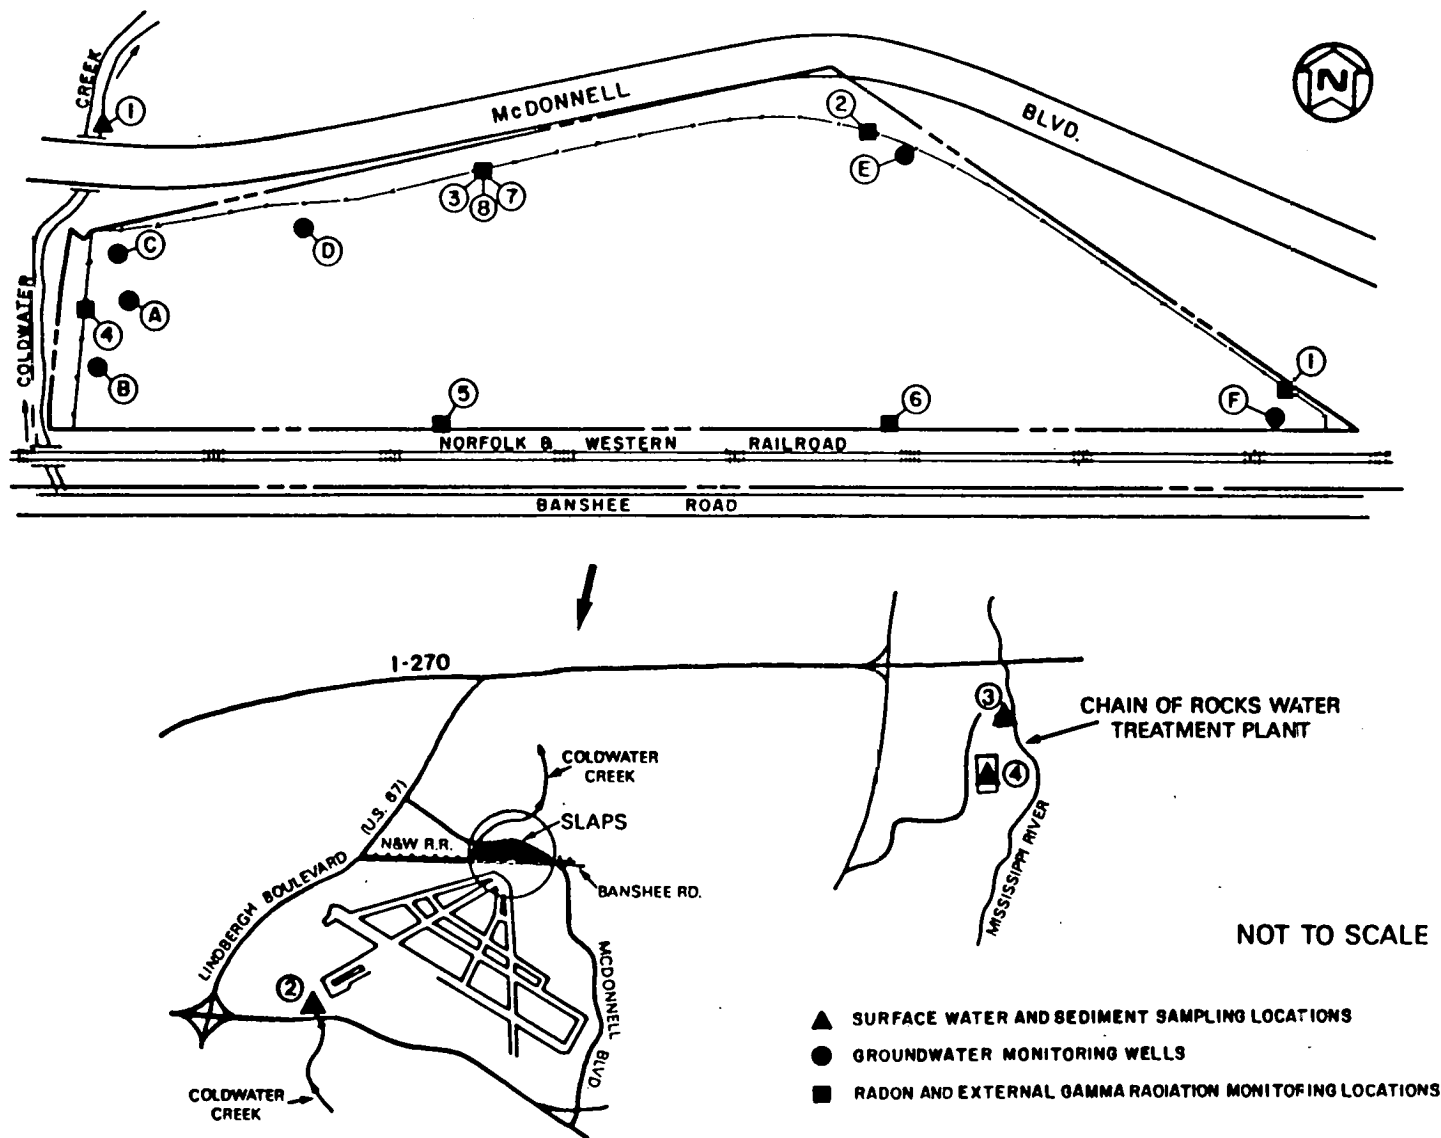 CREEK
1
McDONNELL
BLVD.
N
2
E
3
8
7
C
D
A
4
B
COLDWATER
5
6
1
F
NORFOLK & WESTERN RAILROAD
BANSHEE ROAD
I-270
(U.S. 67)
LINDBERGH BOULEVARD
N&W R.R.
COLDWATER
CREEK
SLAPS
BANSHEE RD.
MCDONNELL BLVD.
2
COLDWATER
CREEK
3
CHAIN OF ROCKS WATER
TREATMENT PLANT
4
MISSISSIPPI RIVER
NOT TO SCALE
SURFACE WATER AND SEDIMENT SAMPLING LOCATIONS
GROUNDWATER MONITORING WELLS
RADON AND EXTERNAL GAMMA RAOIATION MONITOFING LOCATIONS